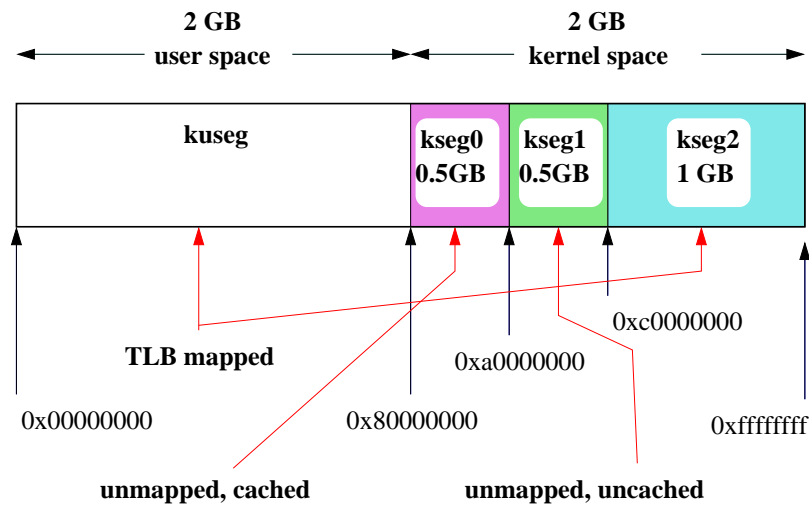 2 GB
user space
2 GB
kernel space
kuseg
kseg0
0.5GB
kseg1
0.5GB
kseg2
1 GB
TLB mapped
0xc0000000
0xa0000000
0x00000000
0x80000000
0xffffffff
unmapped, cached
unmapped, uncached